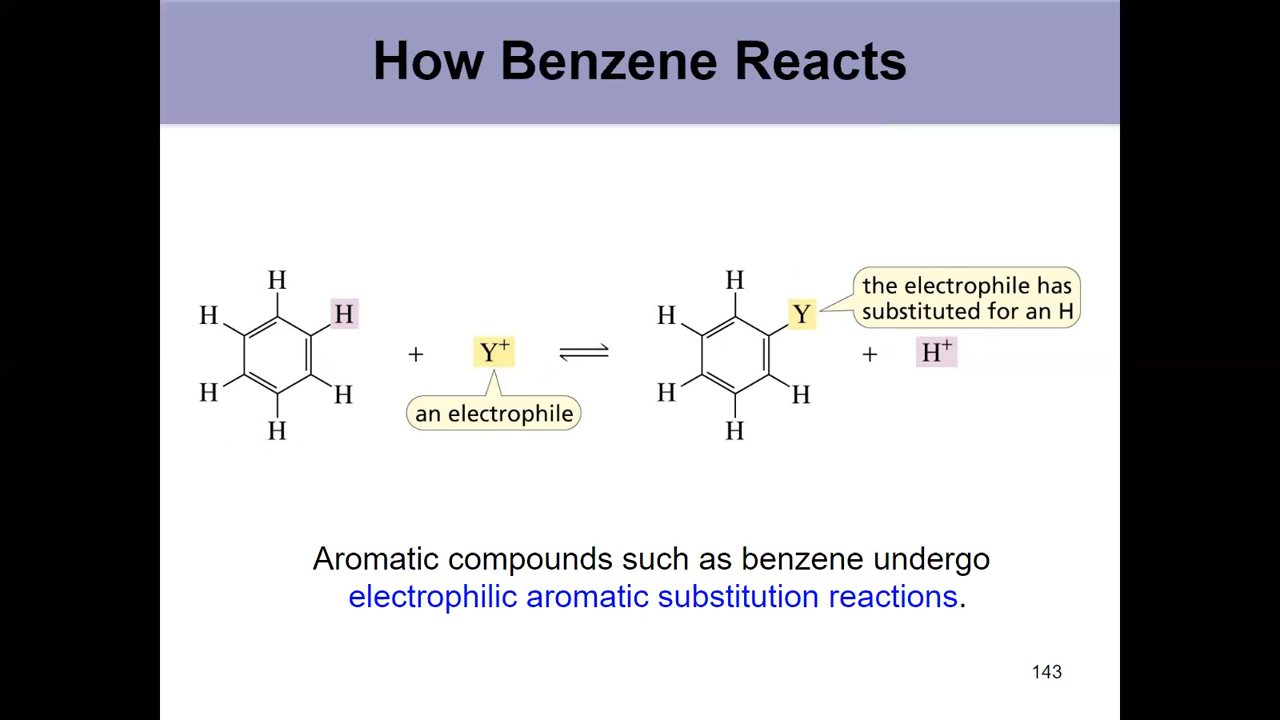 How Benzene Reacts
H
H
H
H
H
H
+
Y⁺
an electrophile
⇌
H
H
Y
H
H
H
the electrophile has
substituted for an H
+
H⁺
Aromatic compounds such as benzene undergo
electrophilic aromatic substitution reactions.
143